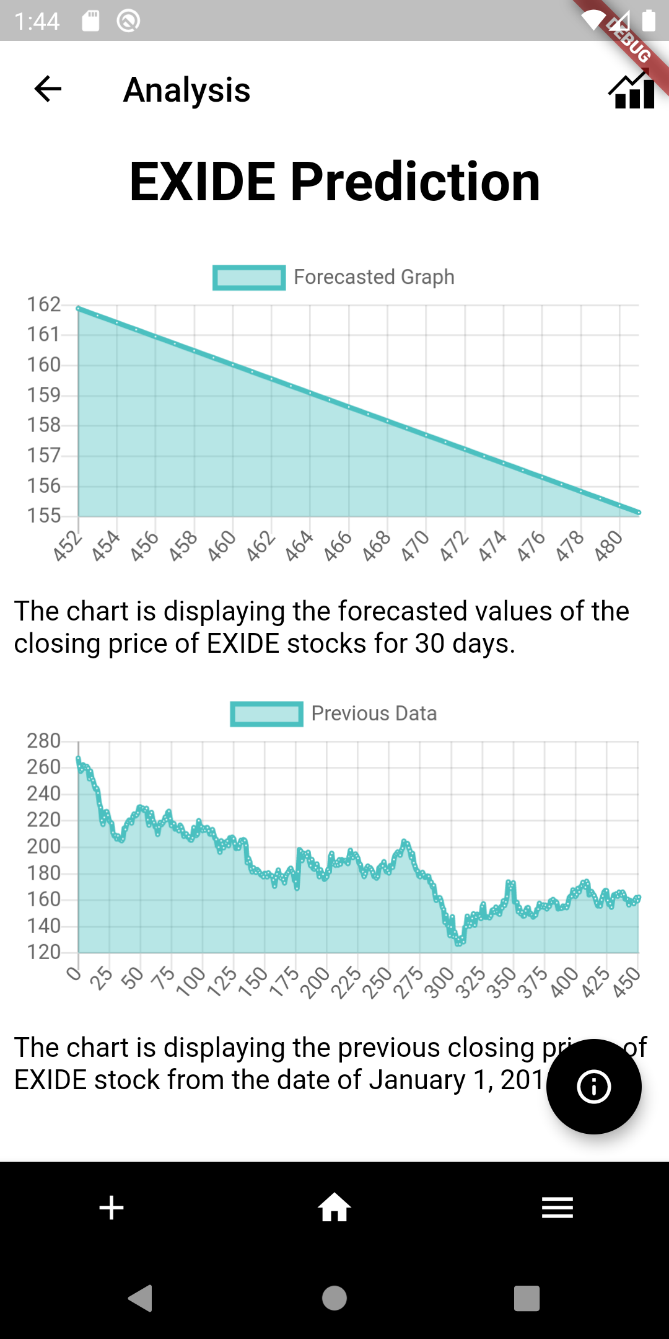 1:44
DEBUG
Analysis
EXIDE Prediction
Forecasted Graph
162
161
160
159
158
157
156
155
452 454 456 458 460 462 464 466 468 470 472 474 476 478 480
The chart is displaying the forecasted values of the
closing price of EXIDE stocks for 30 days.
Previous Data
280
260
240
220
200
180
160
140
120
0 25 50 75 100 125 150 175 200 225 250 275 300 325 350 375 400 425 450
The chart is displaying the previous closing of
EXIDE stock from the date of January 1,